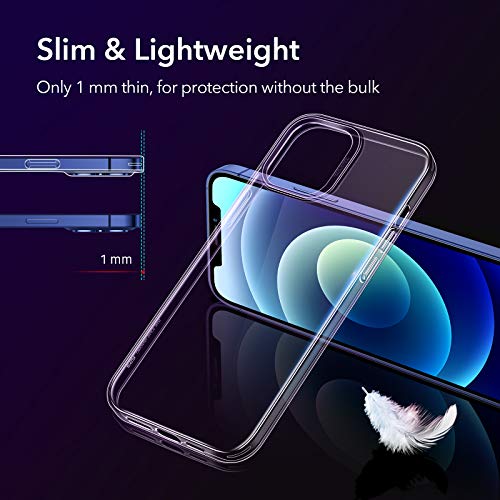 Slim & Lightweight
Only 1 mm thin, for protection without the bulk
1 mm